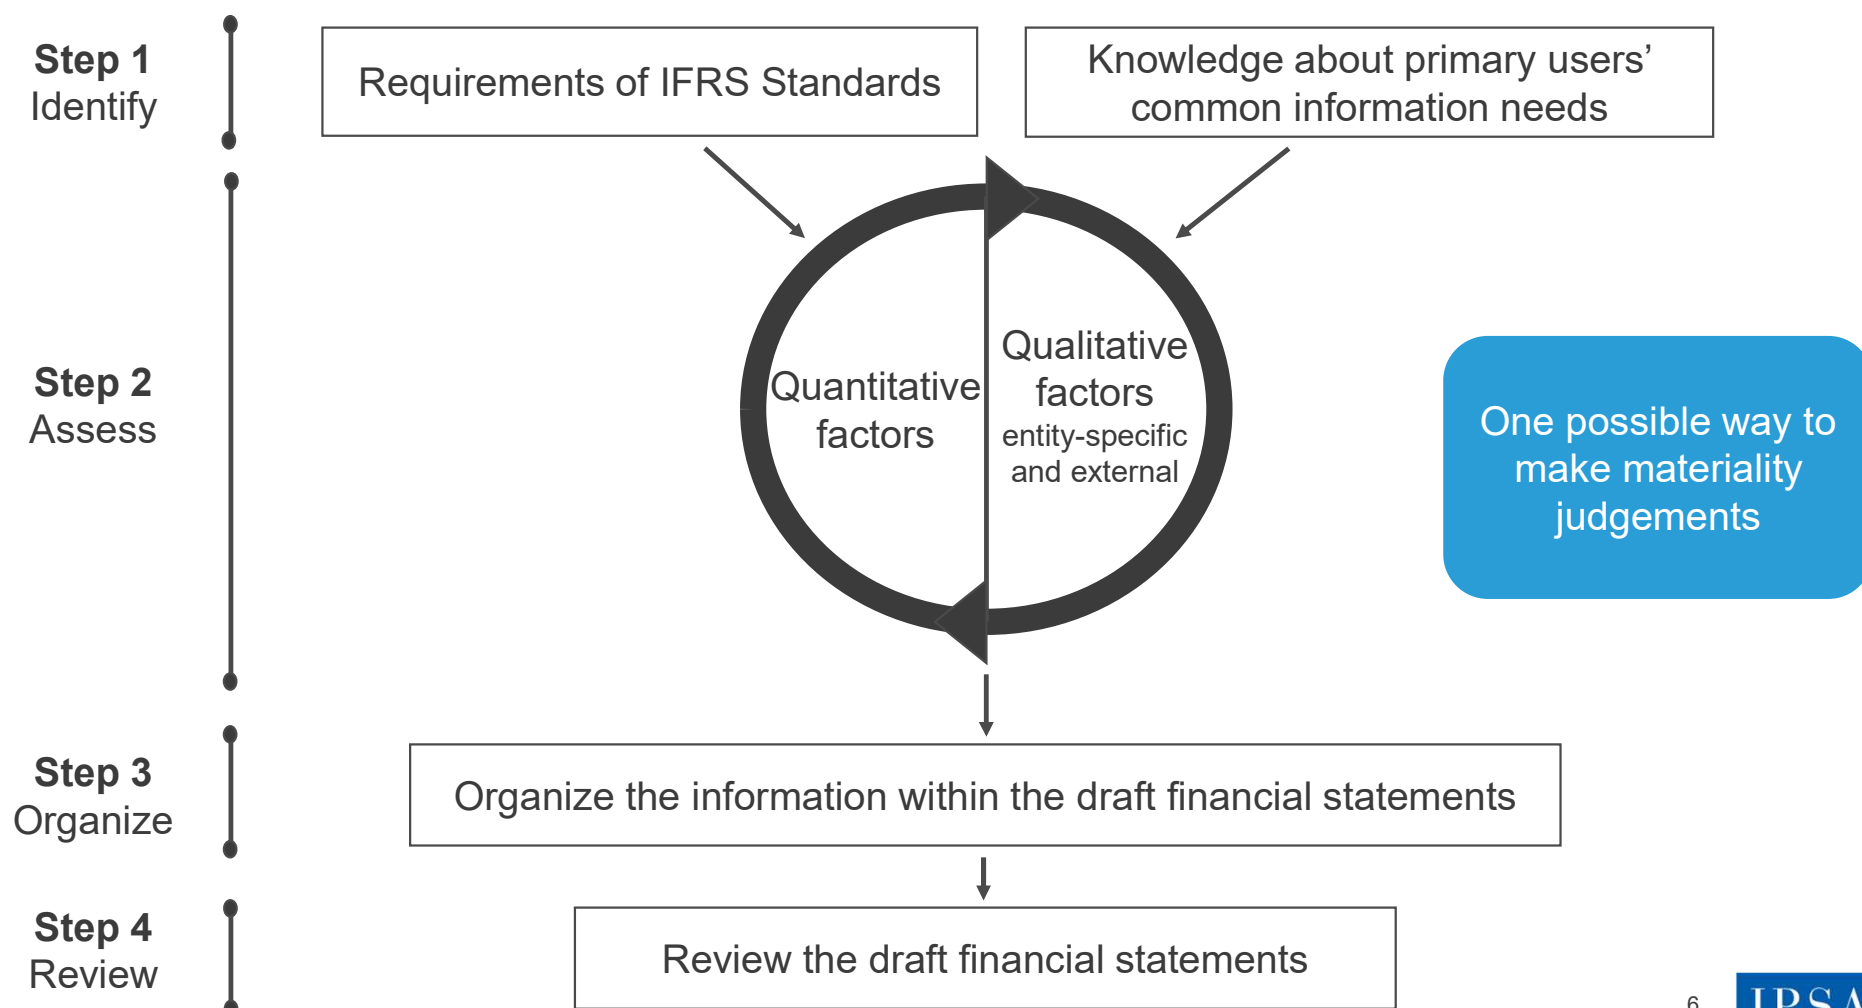 Step 1
Identify
Requirements of IFRS Standards
Knowledge about primary users’
common information needs
Step 2
Assess
Quantitative
factors
Qualitative
factors
entity-specific
and external
One possible way to
make materiality
judgements
Step 3
Organize
Organize the information within the draft financial statements
Step 4
Review
Review the draft financial statements
6